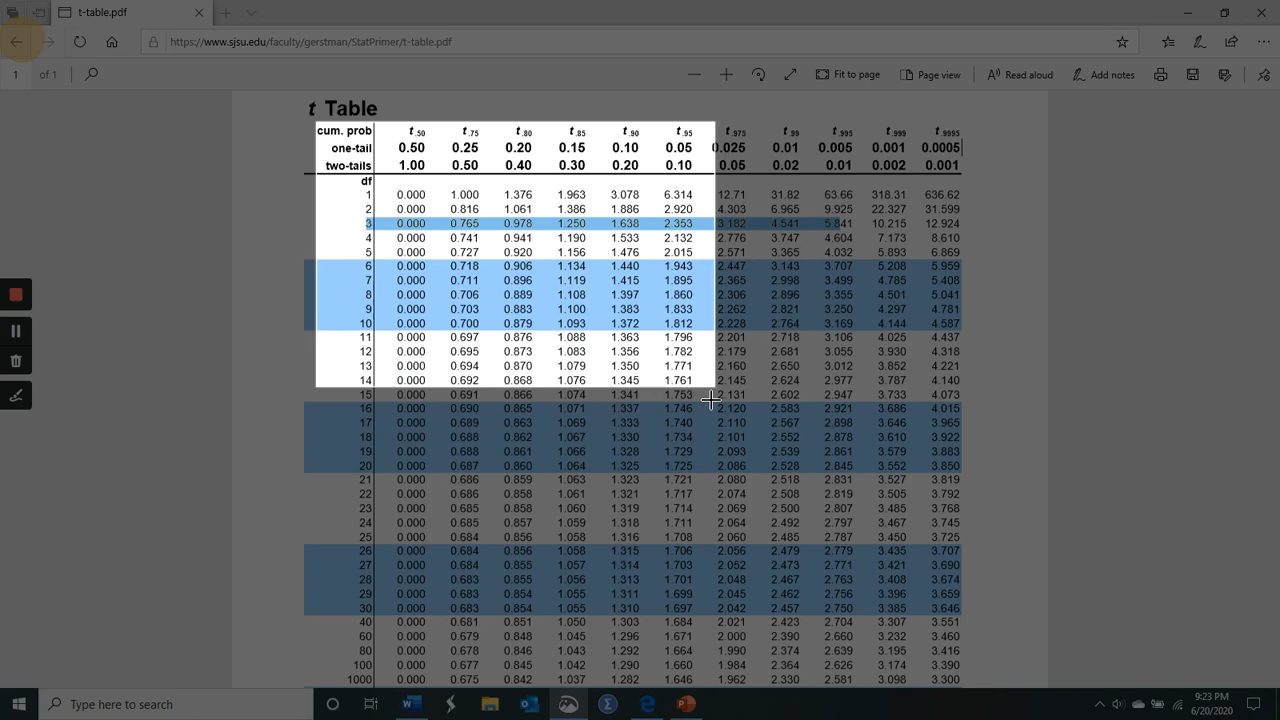 t-table.pdf
https://www.sjsu.edu/faculty/gerstman/StatPrimer/t-table.pdf
1 of 1 Fit to page Page view Read aloud Add notes
t Table
cum. prob t.50 t.75 t.80 t.85 t.90 t.95 t.975 t.99 t.995 t.999 t.9995
one-tail 0.50 0.25 0.20 0.15 0.10 0.05 0.025 0.01 0.005 0.001 0.0005
two-tails 1.00 0.50 0.40 0.30 0.20 0.10 0.05 0.02 0.01 0.002 0.001
df
1 0.000 1.000 1.376 1.963 3.078 6.314 12.71 31.82 63.66 318.31 636.62
2 0.000 0.816 1.061 1.386 1.886 2.920 4.303 6.965 9.925 22.327 31.599
3 0.000 0.765 0.978 1.250 1.638 2.353 3.182 4.541 5.841 10.215 12.924
4 0.000 0.741 0.941 1.190 1.533 2.132 2.776 3.747 4.604 7.173 8.610
5 0.000 0.727 0.920 1.156 1.476 2.015 2.571 3.365 4.032 5.893 6.869
6 0.000 0.718 0.906 1.134 1.440 1.943 2.447 3.143 3.707 5.208 5.959
7 0.000 0.711 0.896 1.119 1.415 1.895 2.365 2.998 3.499 4.785 5.408
8 0.000 0.706 0.889 1.108 1.397 1.860 2.306 2.896 3.355 4.501 5.041
9 0.000 0.703 0.883 1.100 1.383 1.833 2.262 2.821 3.250 4.297 4.781
10 0.000 0.700 0.879 1.093 1.372 1.812 2.228 2.764 3.169 4.144 4.587
11 0.000 0.697 0.876 1.088 1.363 1.796 2.201 2.718 3.106 4.025 4.437
12 0.000 0.695 0.873 1.083 1.356 1.782 2.179 2.681 3.055 3.930 4.318
13 0.000 0.694 0.870 1.079 1.350 1.771 2.160 2.650 3.012 3.852 4.221
14 0.000 0.692 0.868 1.076 1.345 1.761 2.145 2.624 2.977 3.787 4.140
15 0.000 0.691 0.866 1.074 1.341 1.753 2.131 2.602 2.947 3.733 4.073
16 0.000 0.690 0.865 1.071 1.337 1.746 2.120 2.583 2.921 3.686 4.015
17 0.000 0.689 0.863 1.069 1.333 1.740 2.110 2.567 2.898 3.646 3.965
18 0.000 0.688 0.862 1.067 1.330 1.734 2.101 2.552 2.878 3.610 3.922
19 0.000 0.688 0.861 1.066 1.328 1.729 2.093 2.539 2.861 3.579 3.883
20 0.000 0.687 0.860 1.064 1.325 1.725 2.086 2.528 2.845 3.552 3.850
21 0.000 0.686 0.859 1.063 1.323 1.721 2.080 2.518 2.831 3.527 3.819
22 0.000 0.686 0.858 1.061 1.321 1.717 2.074 2.508 2.819 3.505 3.792
23 0.000 0.685 0.858 1.060 1.319 1.714 2.069 2.500 2.807 3.485 3.768
24 0.000 0.685 0.857 1.059 1.318 1.711 2.064 2.492 2.797 3.467 3.745
25 0.000 0.684 0.856 1.058 1.316 1.708 2.060 2.485 2.787 3.450 3.725
26 0.000 0.684 0.856 1.058 1.315 1.706 2.056 2.479 2.779 3.435 3.707
27 0.000 0.684 0.855 1.057 1.314 1.703 2.052 2.473 2.771 3.421 3.690
28 0.000 0.683 0.855 1.056 1.313 1.701 2.048 2.467 2.763 3.408 3.674
29 0.000 0.683 0.854 1.055 1.311 1.699 2.045 2.462 2.756 3.396 3.659
30 0.000 0.683 0.854 1.055 1.310 1.697 2.042 2.457 2.750 3.385 3.646
40 0.000 0.681 0.851 1.050 1.303 1.684 2.021 2.423 2.704 3.307 3.551
60 0.000 0.679 0.848 1.045 1.296 1.671 2.000 2.390 2.660 3.232 3.460
80 0.000 0.678 0.846 1.043 1.292 1.664 1.990 2.374 2.639 3.195 3.416
100 0.000 0.677 0.845 1.042 1.290 1.660 1.984 2.364 2.626 3.174 3.390
1000 0.000 0.675 0.842 1.037 1.282 1.646 1.962 2.330 2.581 3.098 3.300
Type here to search
9:23 PM
6/20/2020